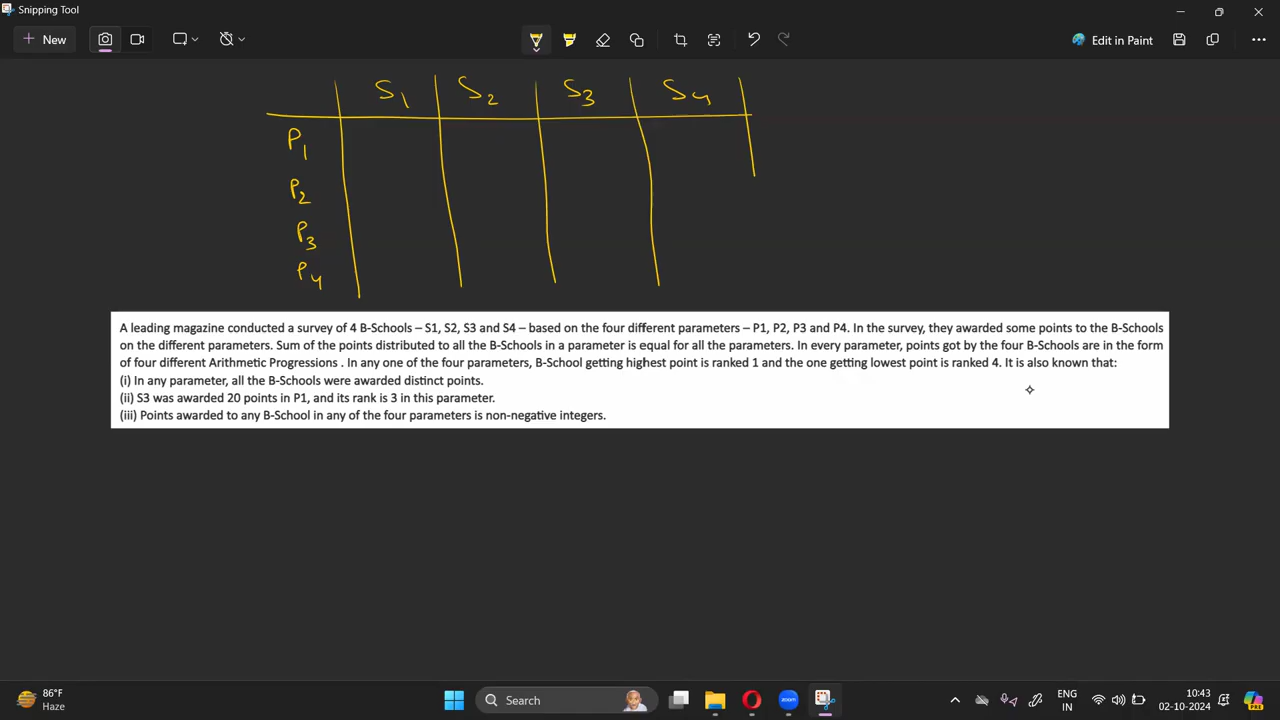 Snipping Tool
New
Edit in Paint
S1 S2 S3 S4
P1
P2
P3
P4
A leading magazine conducted a survey of 4 B-Schools – S1, S2, S3 and S4 – based on the four different parameters – P1, P2, P3 and P4. In the survey, they awarded some points to the B-Schools
on the different parameters. Sum of the points distributed to all the B-Schools in a parameter is equal for all the parameters. In every parameter, points got by the four B-Schools are in the form
of four different Arithmetic Progressions . In any one of the four parameters, B-School getting highest point is ranked 1 and the one getting lowest point is ranked 4. It is also known that:
(i) In any parameter, all the B-Schools were awarded distinct points.
(ii) S3 was awarded 20 points in P1, and its rank is 3 in this parameter.
(iii) Points awarded to any B-School in any of the four parameters is non-negative integers.
86°F
Haze
Search
zoom
ENG
IN
10:43
02-10-2024
PRE